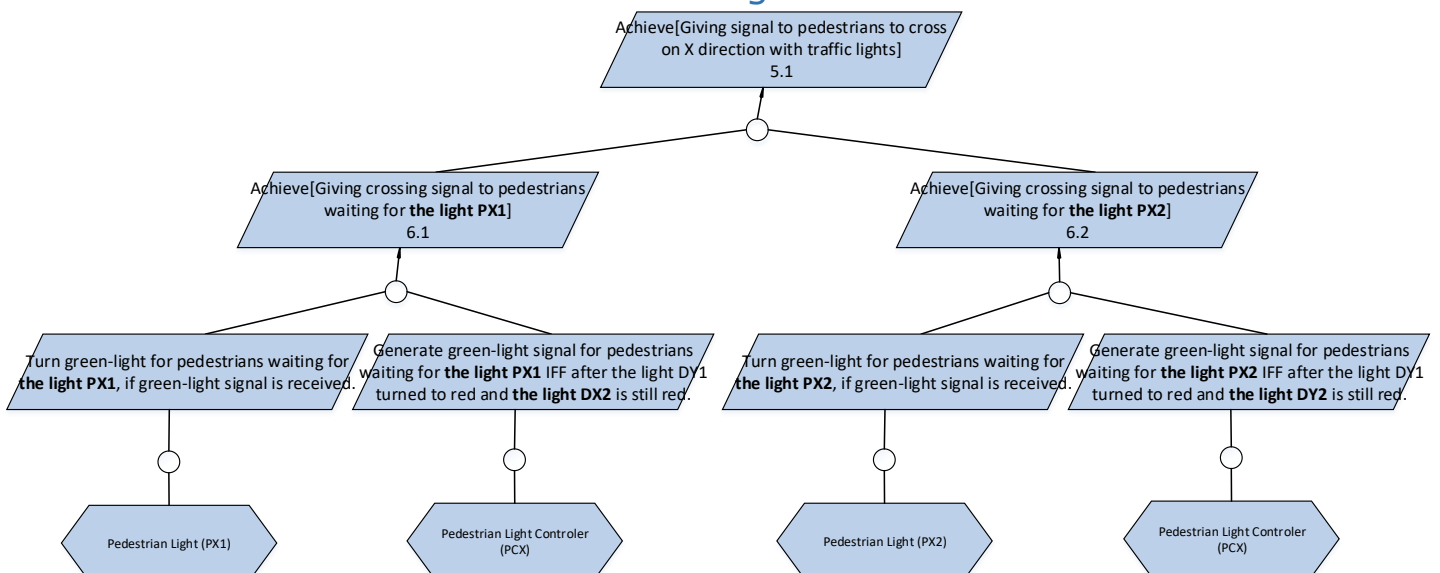 Achieve[Giving signal to pedestrians to cross
on X direction with traffic lights]
5.1
Achieve[Giving crossing signal to pedestrians
waiting for the light PX1]
6.1
Achieve[Giving crossing signal to pedestrians
waiting for the light PX2]
6.2
Turn green-light for pedestrians waiting for
the light PX1, if green-light signal is received.
Generate green-light signal for pedestrians
waiting for the light PX1 IFF after the light DY1
turned to red and the light DX2 is still red.
Turn green-light for pedestrians waiting for
the light PX2, if green-light signal is received.
Generate green-light signal for pedestrians
waiting for the light PX2 IFF after the light DY1
turned to red and the light DY2 is still red.
Pedestrian Light (PX1)
Pedestrian Light Controler
(PCX)
Pedestrian Light (PX2)
Pedestrian Light Controler
(PCX)